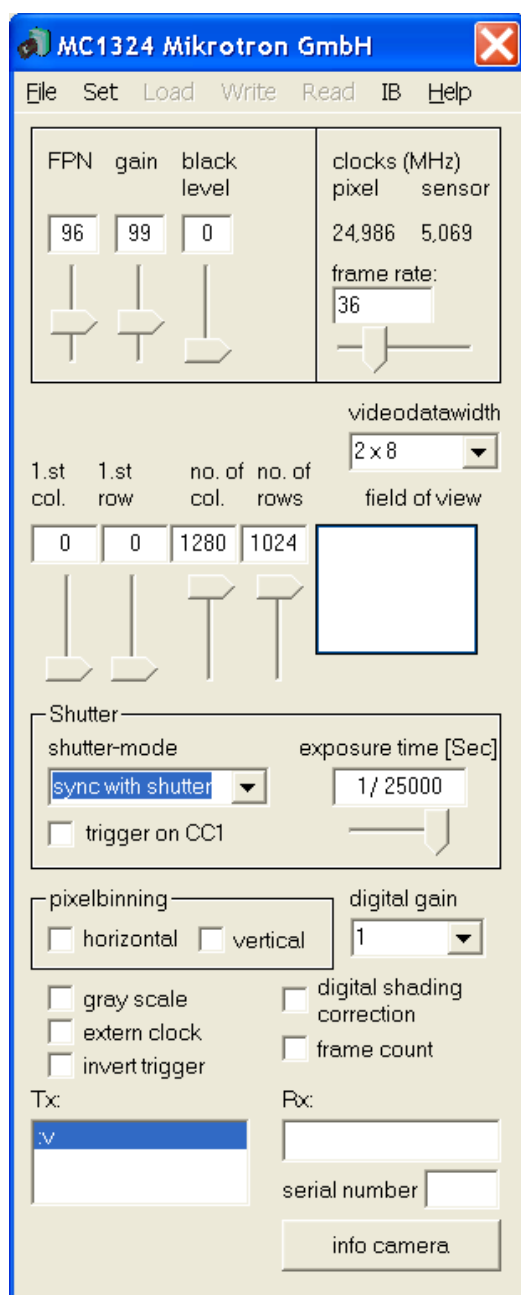 MC1324 Mikrotron GmbH
File Set Load Write Read IB Help
FPN gain black level
96 99 0
clocks (MHz)
pixel sensor
24,986 5,069
frame rate:
36
videodatawidth
2 x 8
1.st col. 1.st row no. of col. no. of rows
0 0 1280 1024
field of view
Shutter
shutter-mode
sync with shutter
trigger on CC1
exposure time [Sec]
1/ 25000
pixelbinning
horizontal vertical
digital gain
1
gray scale
extern clock
invert trigger
digital shading
correction
frame count
Tx:
:v
Rx:
serial number
info camera